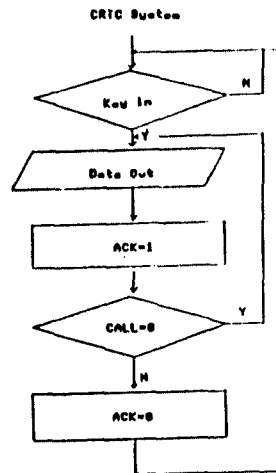 CRTC System
Key In
N
Y
Data Out
ACK=1
CALL=0
Y
N
ACK=0